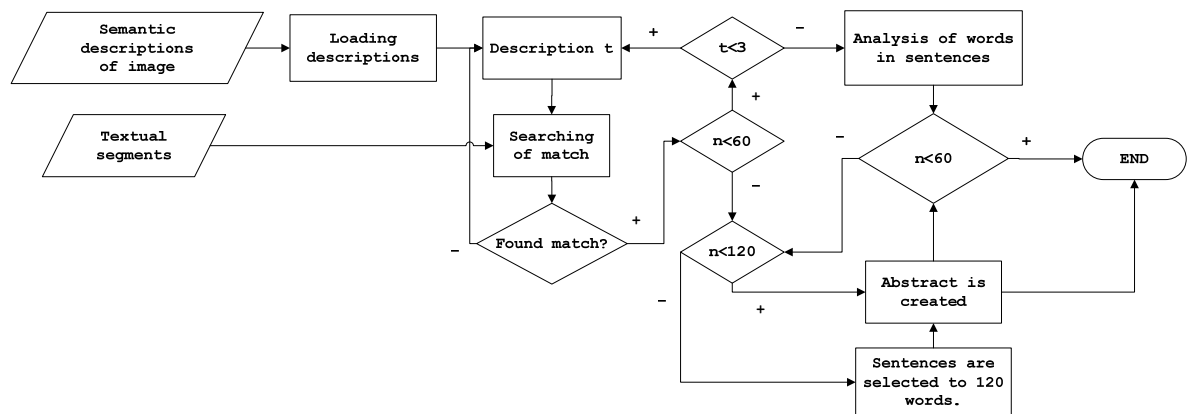 Semantic
descriptions
of image
Loading
descriptions
Description t
+
t<3
−
Analysis of words
in sentences
Textual
segments
Searching
of match
+
n<60
−
−
n<60
+
END
Found match?
−
+
n<120
−
+
Abstract is
created
Sentences are
selected to 120
words.